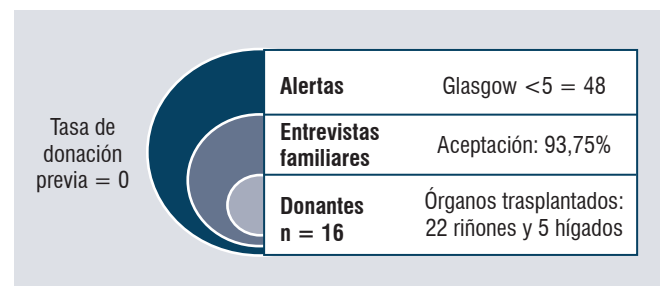 Tasa de
donación
previa = 0
Alertas
Glasgow <5 = 48
Entrevistas
familiares
Aceptación: 93,75%
Donantes
n = 16
Órganos trasplantados:
22 riñones y 5 hígados